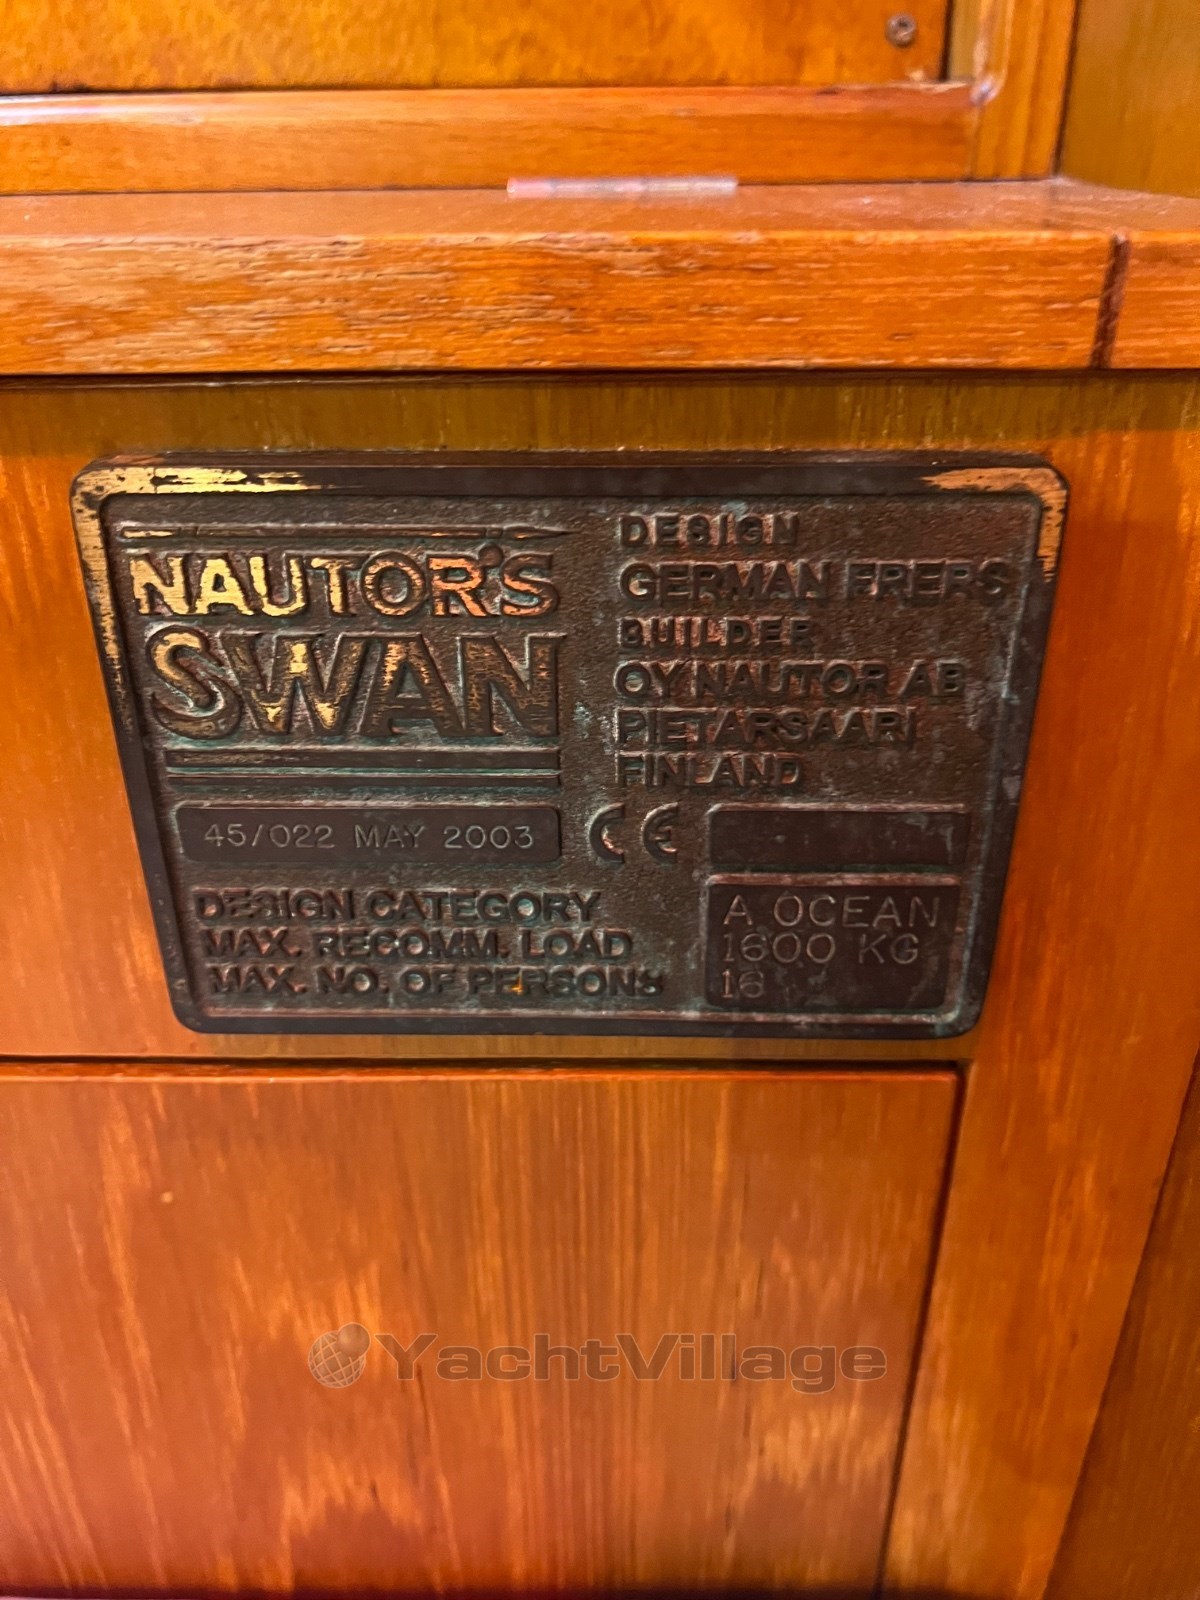 NAUTOR'S
SWAN
45/022 MAY 2003
DESIGN
GERMAN FRERS
BUILDER
OY NAUTOR AB
PIETARSAARI
FINLAND
CE
DESIGN CATEGORY A OCEAN
MAX. RECOMM. LOAD 1600 KG
MAX. NO. OF PERSONS 16
YachtVillage